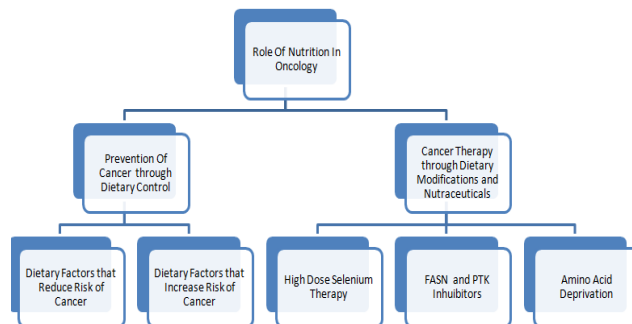 Role Of Nutrition In
Oncology
Prevention Of
Cancer through
Dietary Control
Cancer Therapy
through Dietary
Modifications and
Nutraceuticals
Dietary Factors that
Reduce Risk of
Cancer
Dietary Factors that
Increase Risk of
Cancer
High Dose Selenium
Therapy
FASN and PTK
Inhuibitors
Amino Acid
Deprivation